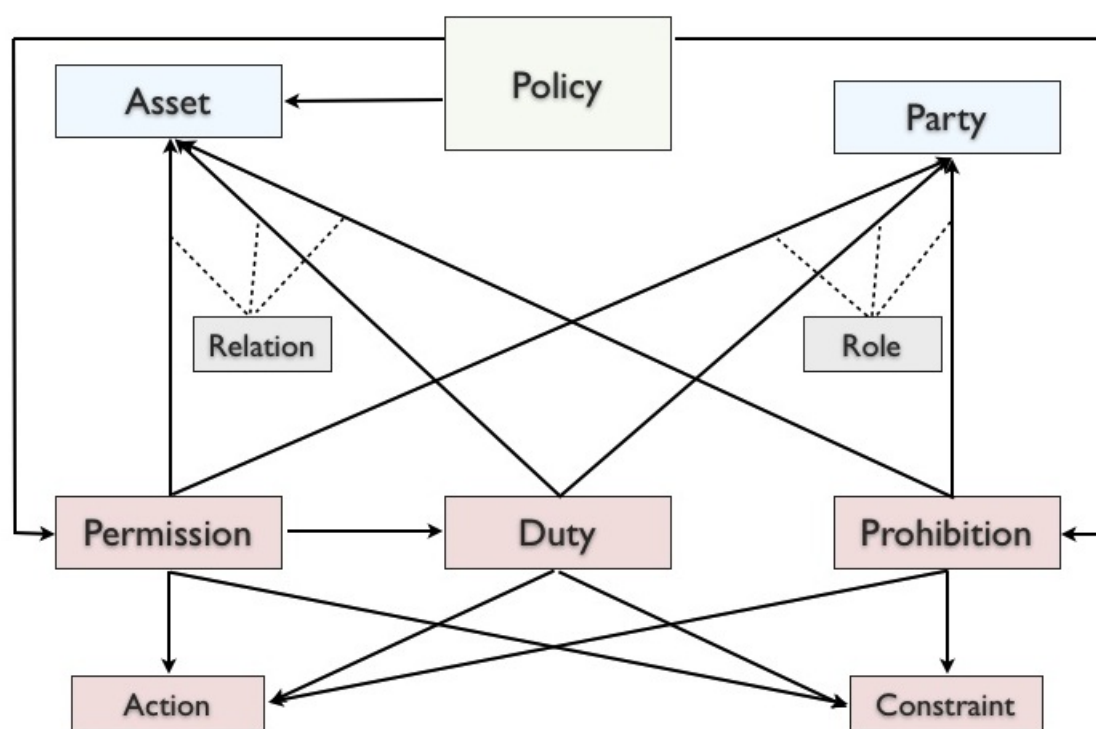 Policy
Asset
Party
Relation
Role
Permission
Duty
Prohibition
Action
Constraint